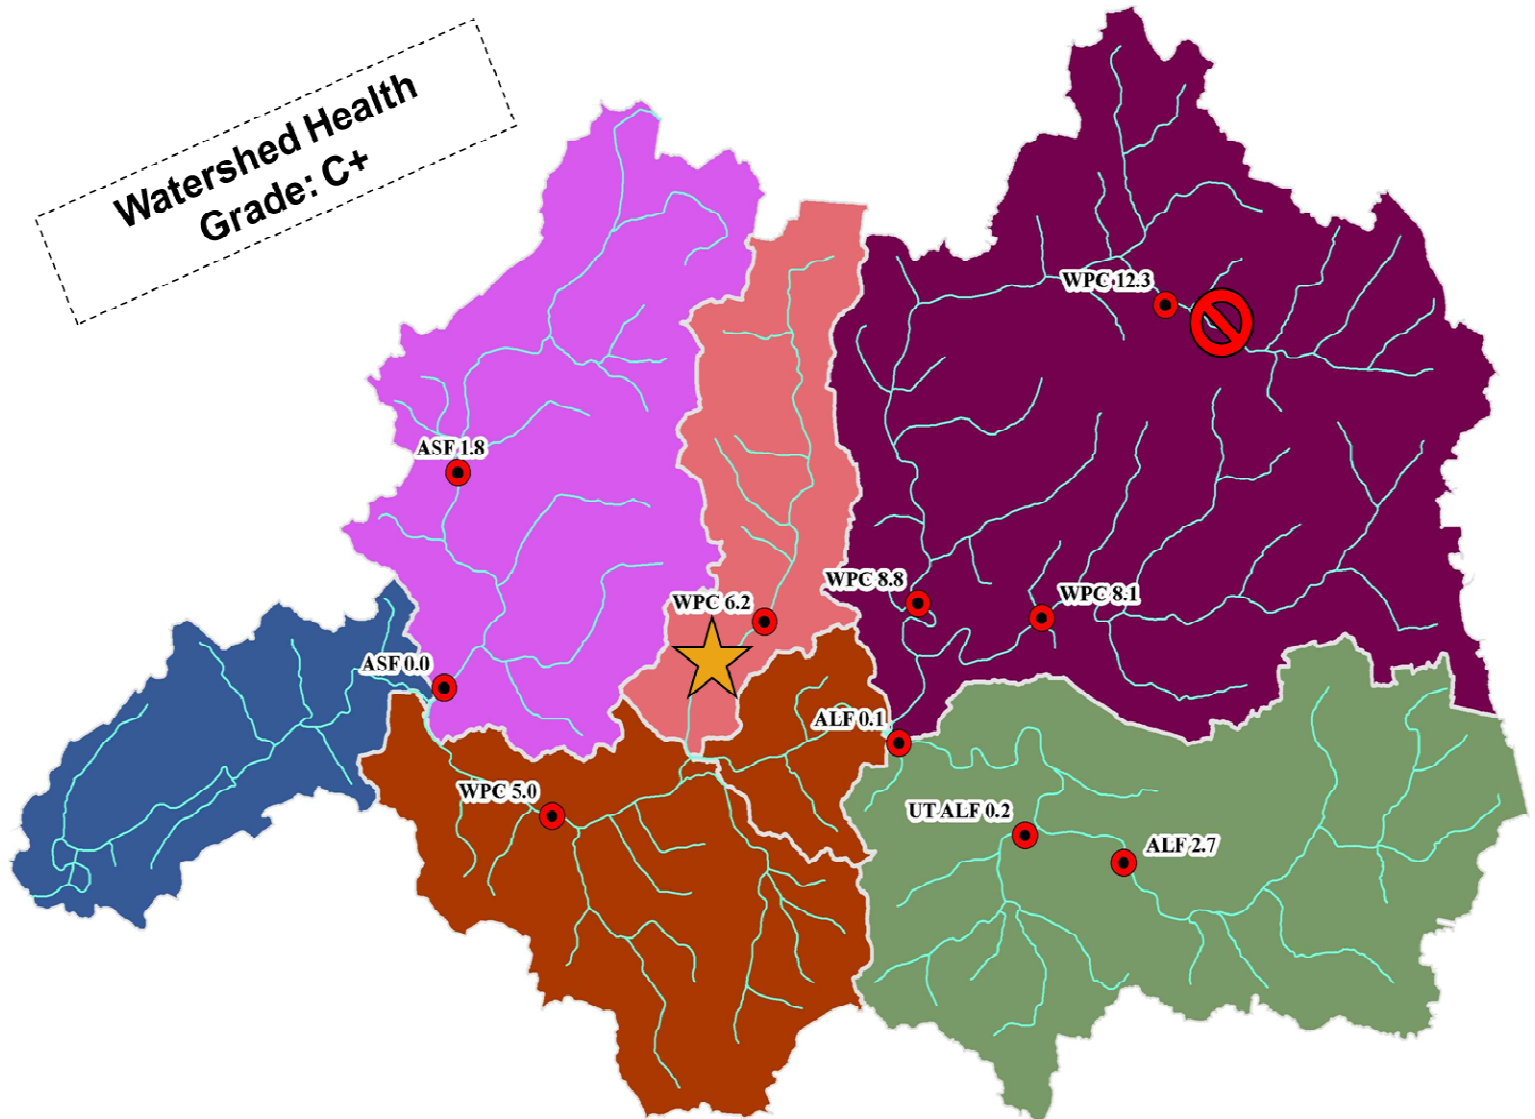 Watershed Health
Grade: C+
WPC 12.3
ASF 1.8
WPC 8.8
WPC 8.1
WPC 6.2
ASF 0.0
ALF 0.1
WPC 5.0
UT ALF 0.2
ALF 2.7